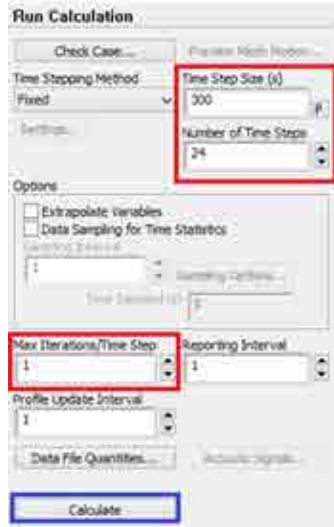 Run Calculation
Check Case...
Preview Mesh Motion...
Time Stepping Method
Time Step Size (s)
Fixed
300
P
Settings...
Number of Time Steps
24
Options
Extrapolate Variables
Data Sampling for Time Statistics
Sampling Interval
1
Sampling Options...
Time Sampled (s)
Max Iterations/Time Step
Reporting Interval
1
1
Profile Update Interval
1
Data File Quantities...
Acoustic Signals...
Calculate